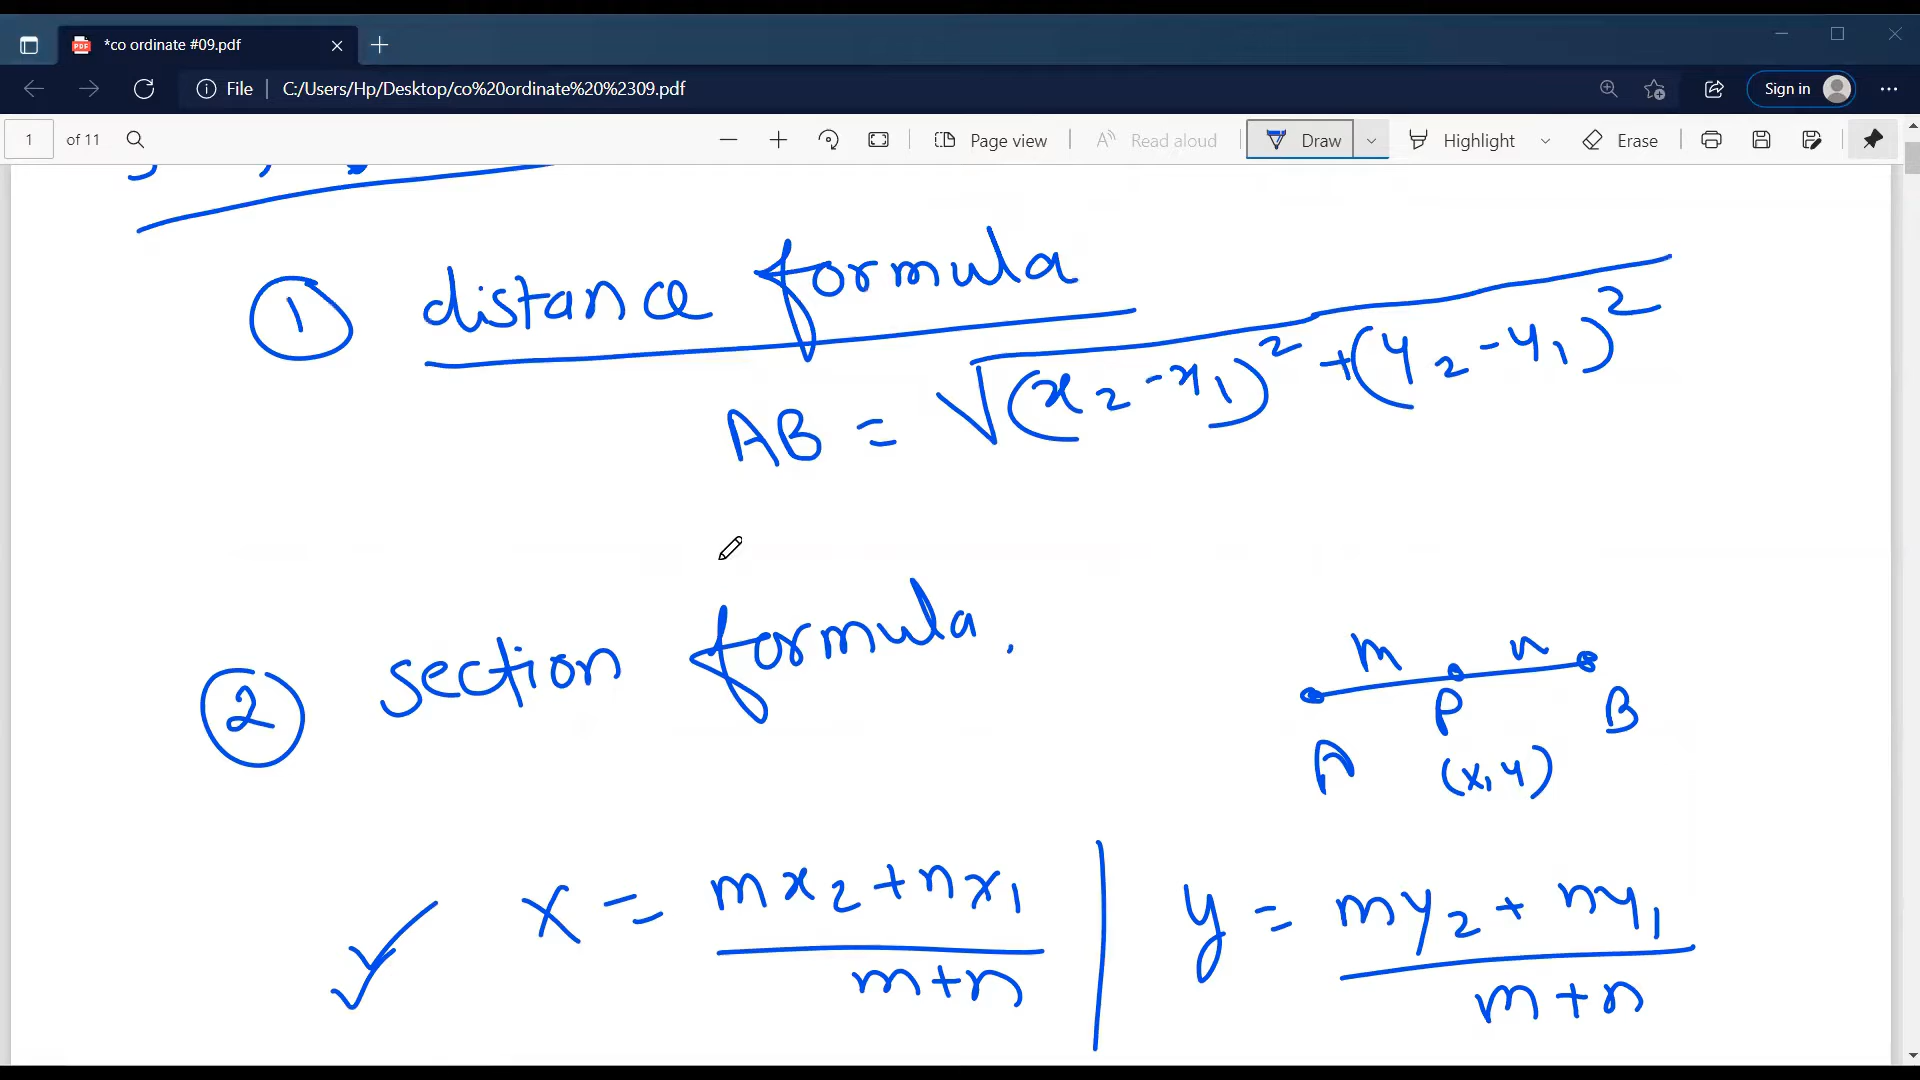 *co ordinate #09.pdf
File | C:/Users/Hp/Desktop/co%20ordinate%20%2309.pdf
Sign in
1 of 11
Page view
Read aloud
Draw
Highlight
Erase
① distance formula
AB = √(x₂-x₁)² + (y₂-y₁)²
② section formula.
m n
P B
A (x,y)
x = mx₂+nx₁ / m+n | y = my₂+ny₁ / m+n